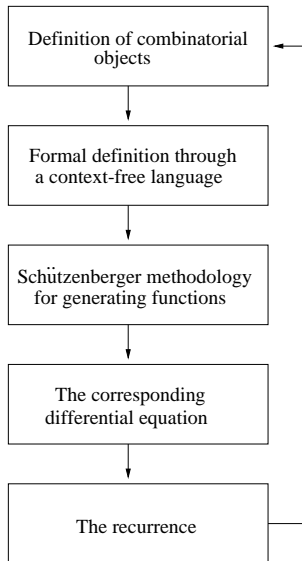 Definition of combinatorial
objects
Formal definition through
a context-free language
Schützenberger methodology
for generating functions
The corresponding
differential equation
The recurrence